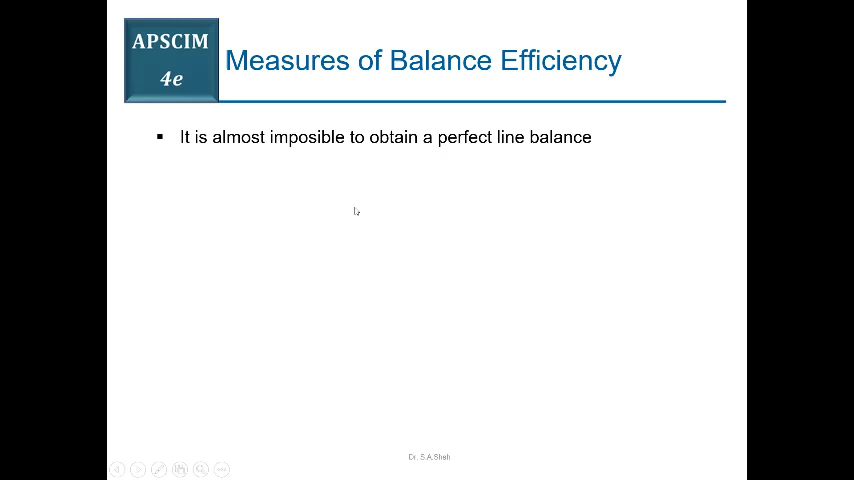 APSCIM
4e
Measures of Balance Efficiency
▪ It is almost imposible to obtain a perfect line balance
Dr. S.A.Shah